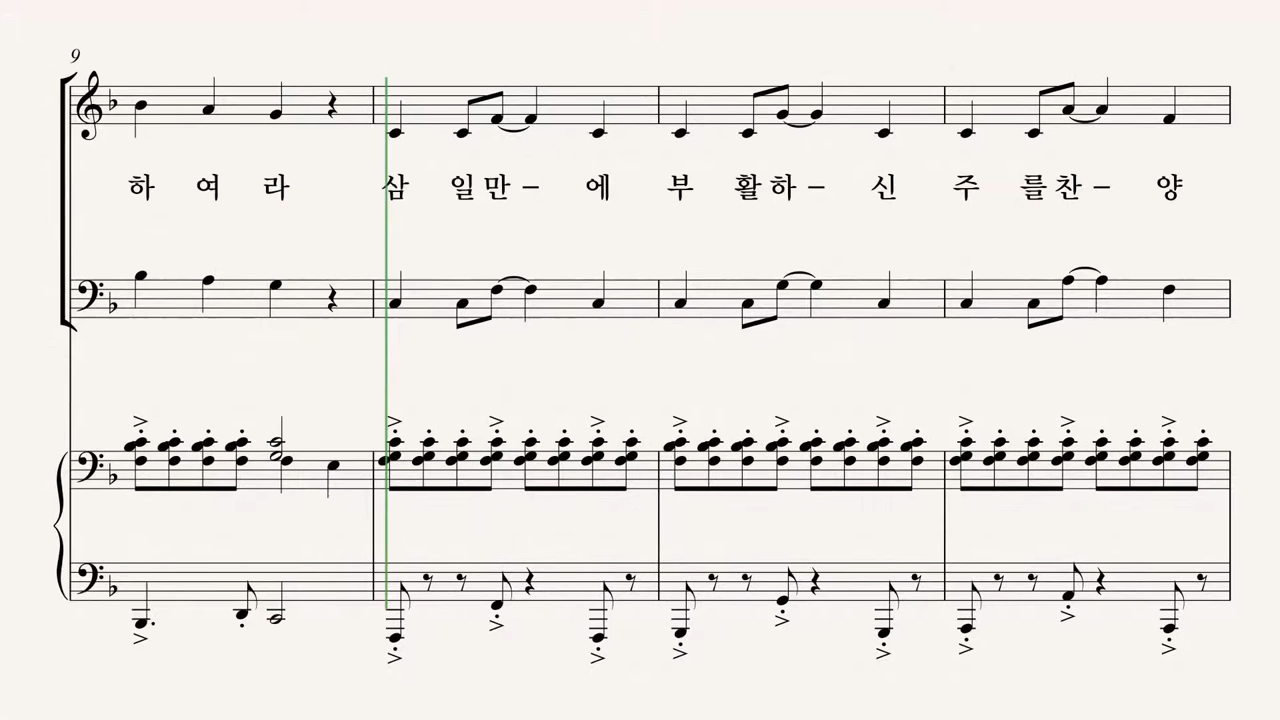 9
하 여 라 삼 일 만 – 에 부 활 하 – 신 주 를 찬 – 양